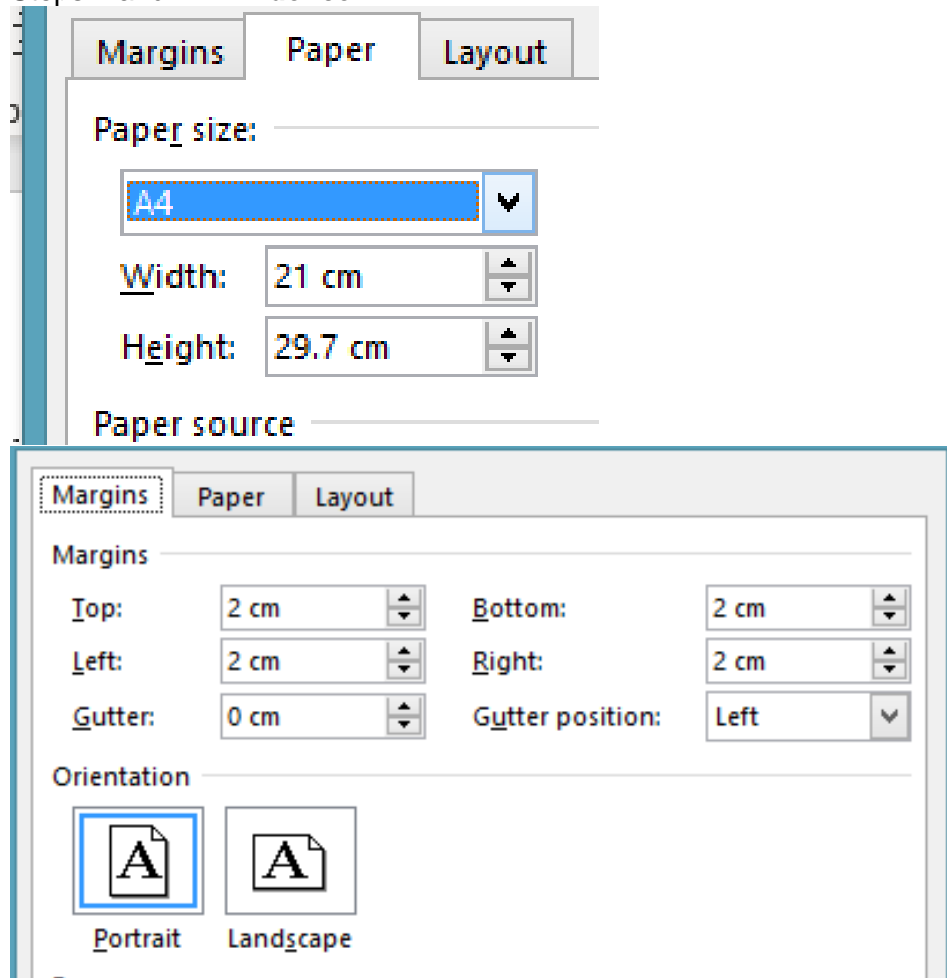 Margins Paper Layout
Paper size:
A4
Width: 21 cm
Height: 29.7 cm
Paper source
Margins Paper Layout
Margins
Top: 2 cm Bottom: 2 cm
Left: 2 cm Right: 2 cm
Gutter: 0 cm Gutter position: Left
Orientation
A A
Portrait Landscape